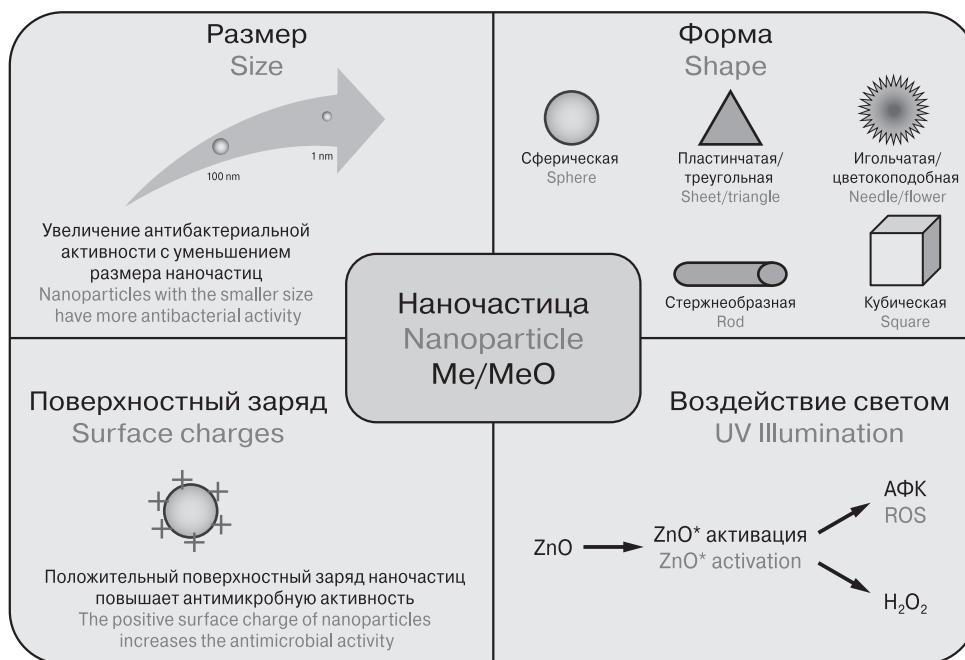 Размер
Size
100 nm
1 nm
Увеличение антибактериальной
активности с уменьшением
размера наночастиц
Nanoparticles with the smaller size
have more antibacterial activity
Форма
Shape
Сферическая
Sphere
Пластинчатая/
треугольная
Sheet/triangle
Игольчатая/
цветокоподобная
Needle/flower
Стержнеобразная
Rod
Кубическая
Square
Наночастица
Nanoparticle
Me/MeO
Поверхностный заряд
Surface charges
Положительный поверхностный заряд наночастиц
повышает антимикробную активность
The positive surface charge of nanoparticles
increases the antimicrobial activity
Воздействие светом
UV Illumination
ZnO
ZnO* активация
ZnO* activation
АФК
ROS
H₂O₂